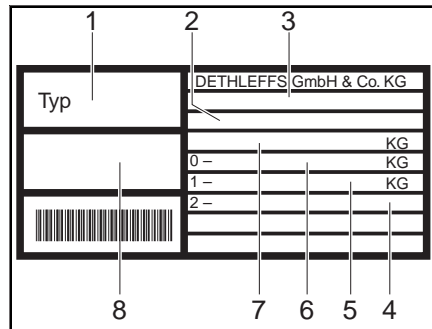 1 2 3
DETHLEFFS GmbH & Co. KG
Typ
KG
0 – KG
1 – KG
2 –
8 7 6 5 4